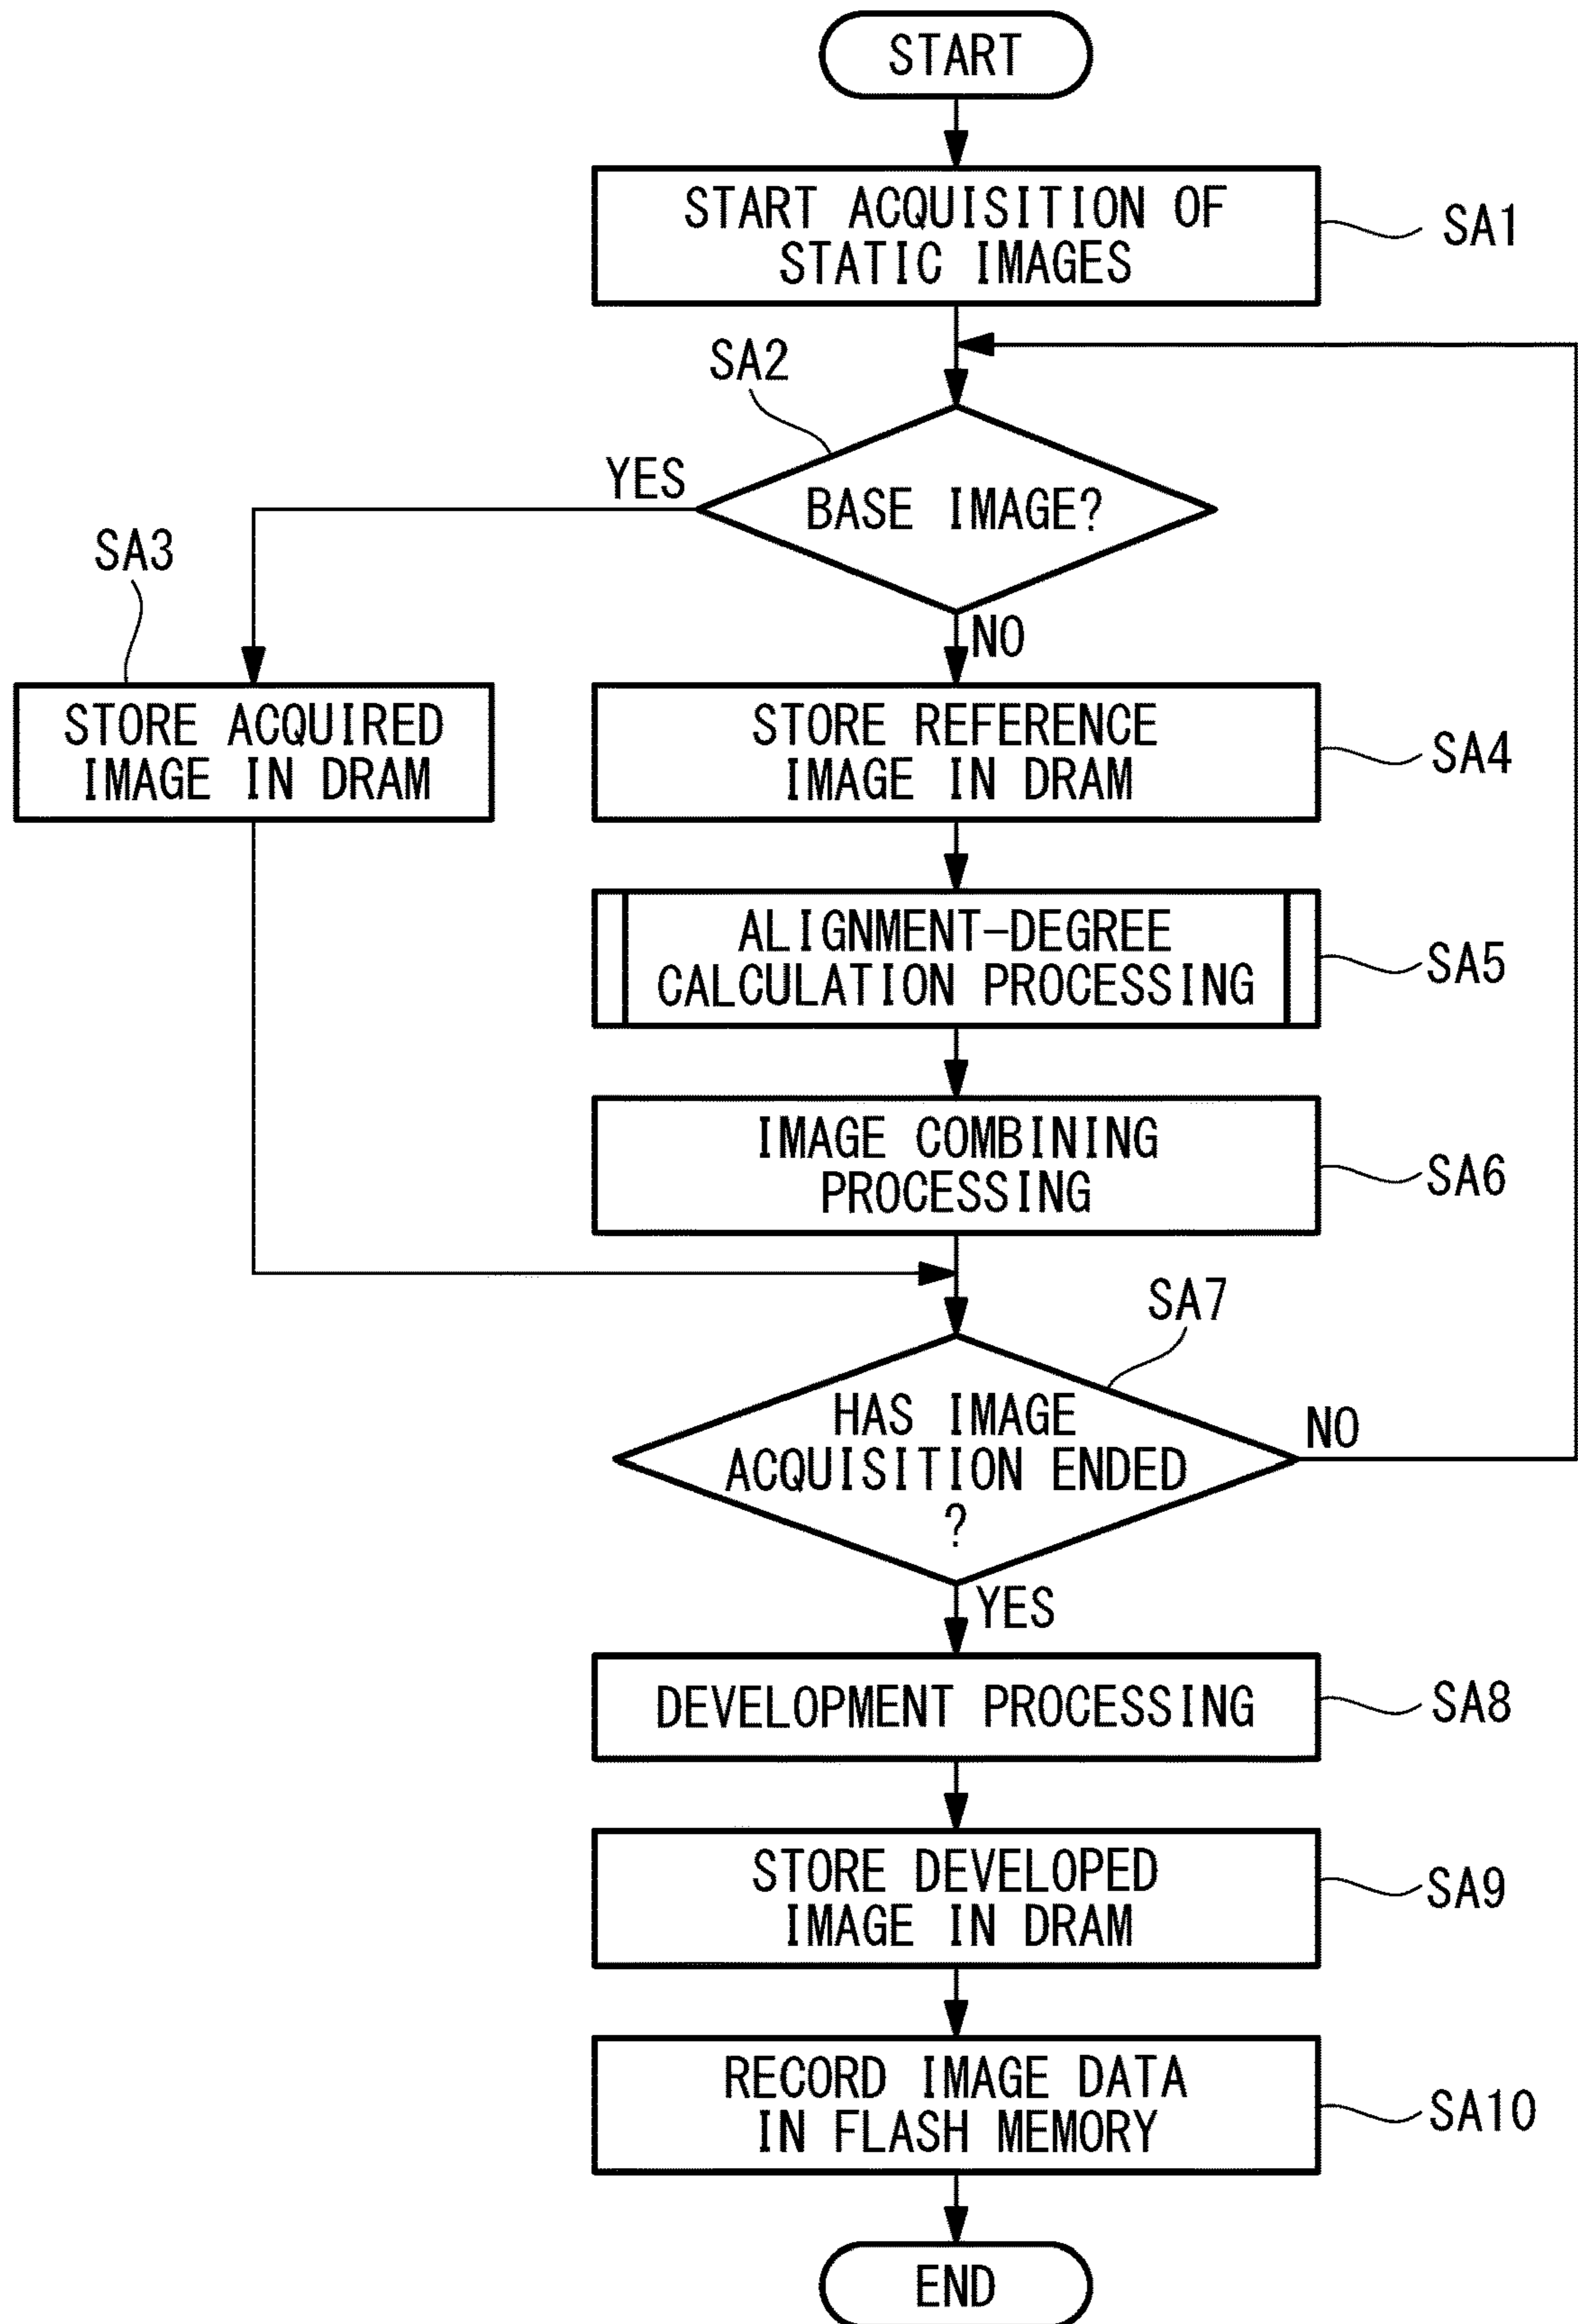 START
START ACQUISITION OF
STATIC IMAGES
SA1
SA2
YES
BASE IMAGE?
SA3
NO
STORE ACQUIRED
IMAGE IN DRAM
STORE REFERENCE
IMAGE IN DRAM
SA4
ALIGNMENT-DEGREE
CALCULATION PROCESSING
SA5
IMAGE COMBINING
PROCESSING
SA6
SA7
HAS IMAGE
ACQUISITION ENDED
?
NO
YES
DEVELOPMENT PROCESSING
SA8
STORE DEVELOPED
IMAGE IN DRAM
SA9
RECORD IMAGE DATA
IN FLASH MEMORY
SA10
END